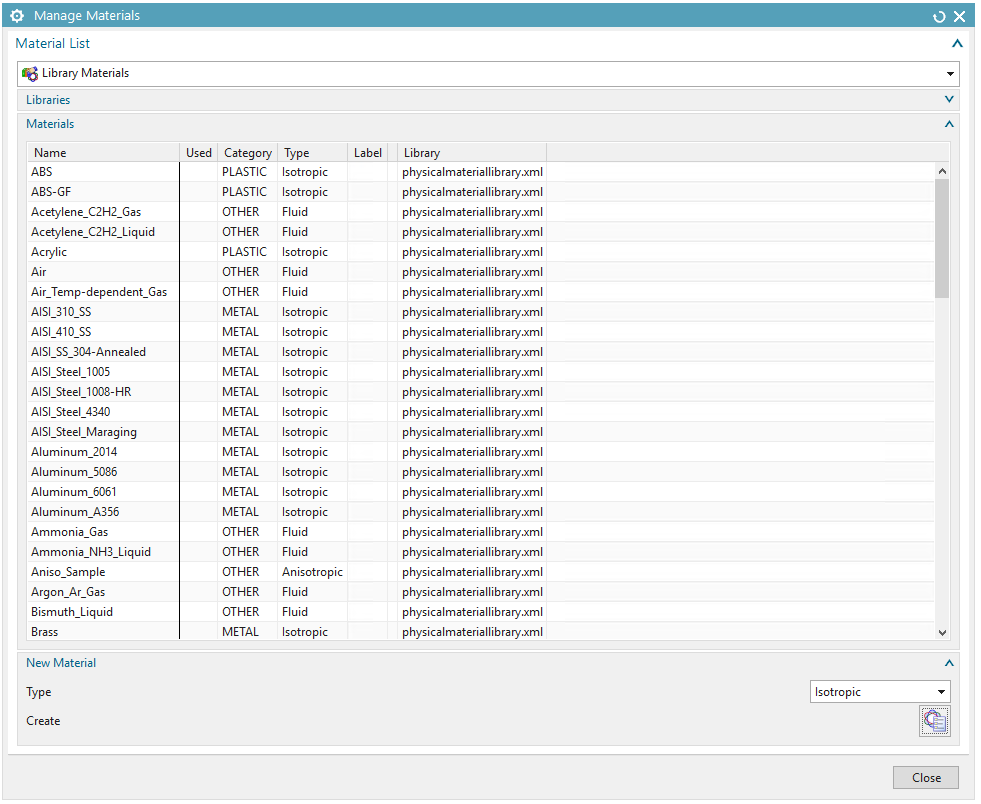 Manage Materials
Material List
Library Materials
Libraries
Materials
Name Used Category Type Label Library
ABS PLASTIC Isotropic physicalmateriallibrary.xml
ABS-GF PLASTIC Isotropic physicalmateriallibrary.xml
Acetylene_C2H2_Gas OTHER Fluid physicalmateriallibrary.xml
Acetylene_C2H2_Liquid OTHER Fluid physicalmateriallibrary.xml
Acrylic PLASTIC Isotropic physicalmateriallibrary.xml
Air OTHER Fluid physicalmateriallibrary.xml
Air_Temp-dependent_Gas OTHER Fluid physicalmateriallibrary.xml
AISI_310_SS METAL Isotropic physicalmateriallibrary.xml
AISI_410_SS METAL Isotropic physicalmateriallibrary.xml
AISI_SS_304-Annealed METAL Isotropic physicalmateriallibrary.xml
AISI_Steel_1005 METAL Isotropic physicalmateriallibrary.xml
AISI_Steel_1008-HR METAL Isotropic physicalmateriallibrary.xml
AISI_Steel_4340 METAL Isotropic physicalmateriallibrary.xml
AISI_Steel_Maraging METAL Isotropic physicalmateriallibrary.xml
Aluminum_2014 METAL Isotropic physicalmateriallibrary.xml
Aluminum_5086 METAL Isotropic physicalmateriallibrary.xml
Aluminum_6061 METAL Isotropic physicalmateriallibrary.xml
Aluminum_A356 METAL Isotropic physicalmateriallibrary.xml
Ammonia_Gas OTHER Fluid physicalmateriallibrary.xml
Ammonia_NH3_Liquid OTHER Fluid physicalmateriallibrary.xml
Aniso_Sample OTHER Anisotropic physicalmateriallibrary.xml
Argon_Ar_Gas OTHER Fluid physicalmateriallibrary.xml
Bismuth_Liquid OTHER Fluid physicalmateriallibrary.xml
Brass METAL Isotropic physicalmateriallibrary.xml
New Material
Type Isotropic
Create
Close